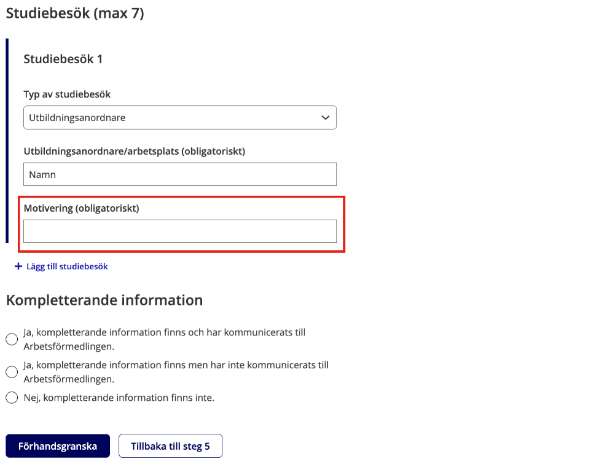 Studiebesök (max 7)
Studiebesök 1
Typ av studiebesök
Utbildningsanordnare
Utbildningsanordnare/arbetsplats (obligatoriskt)
Namn
Motivering (obligatoriskt)
+ Lägg till studiebesök
Kompletterande information
Ja, kompletterande information finns och har kommunicerats till
Arbetsförmedlingen.
Ja, kompletterande information finns men har inte kommunicerats till
Arbetsförmedlingen.
Nej, kompletterande information finns inte.
Förhandsgranska
Tillbaka till steg 5